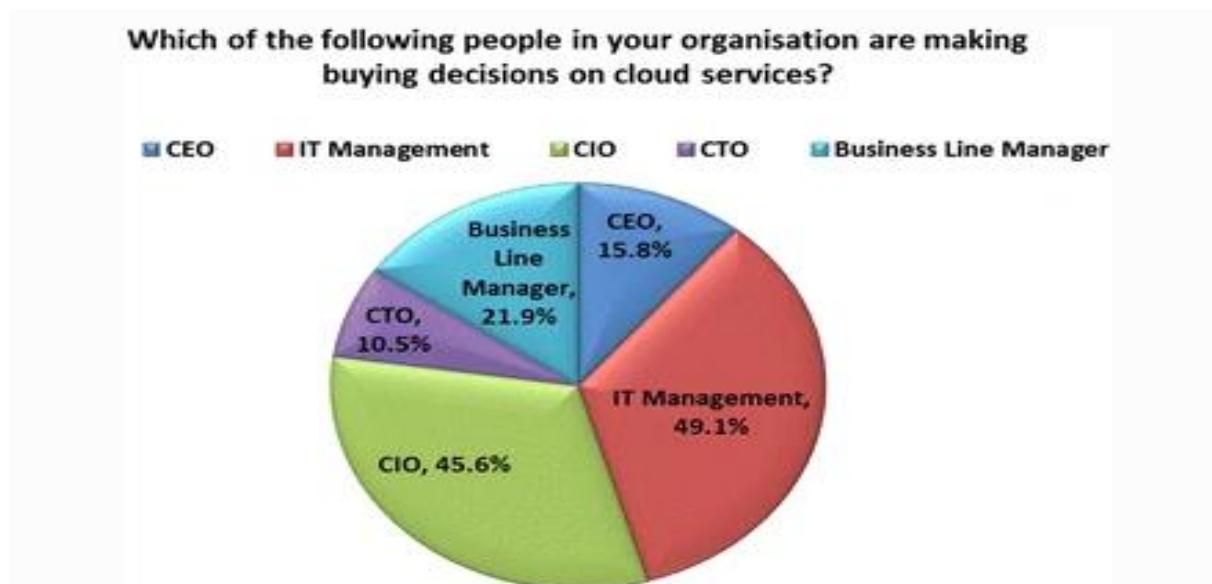 Which of the following people in your organisation are making
buying decisions on cloud services?
CEO IT Management CIO CTO Business Line Manager
CEO,
15.8%
Business
Line
Manager,
21.9%
CTO,
10.5%
IT Management,
49.1%
CIO, 45.6%